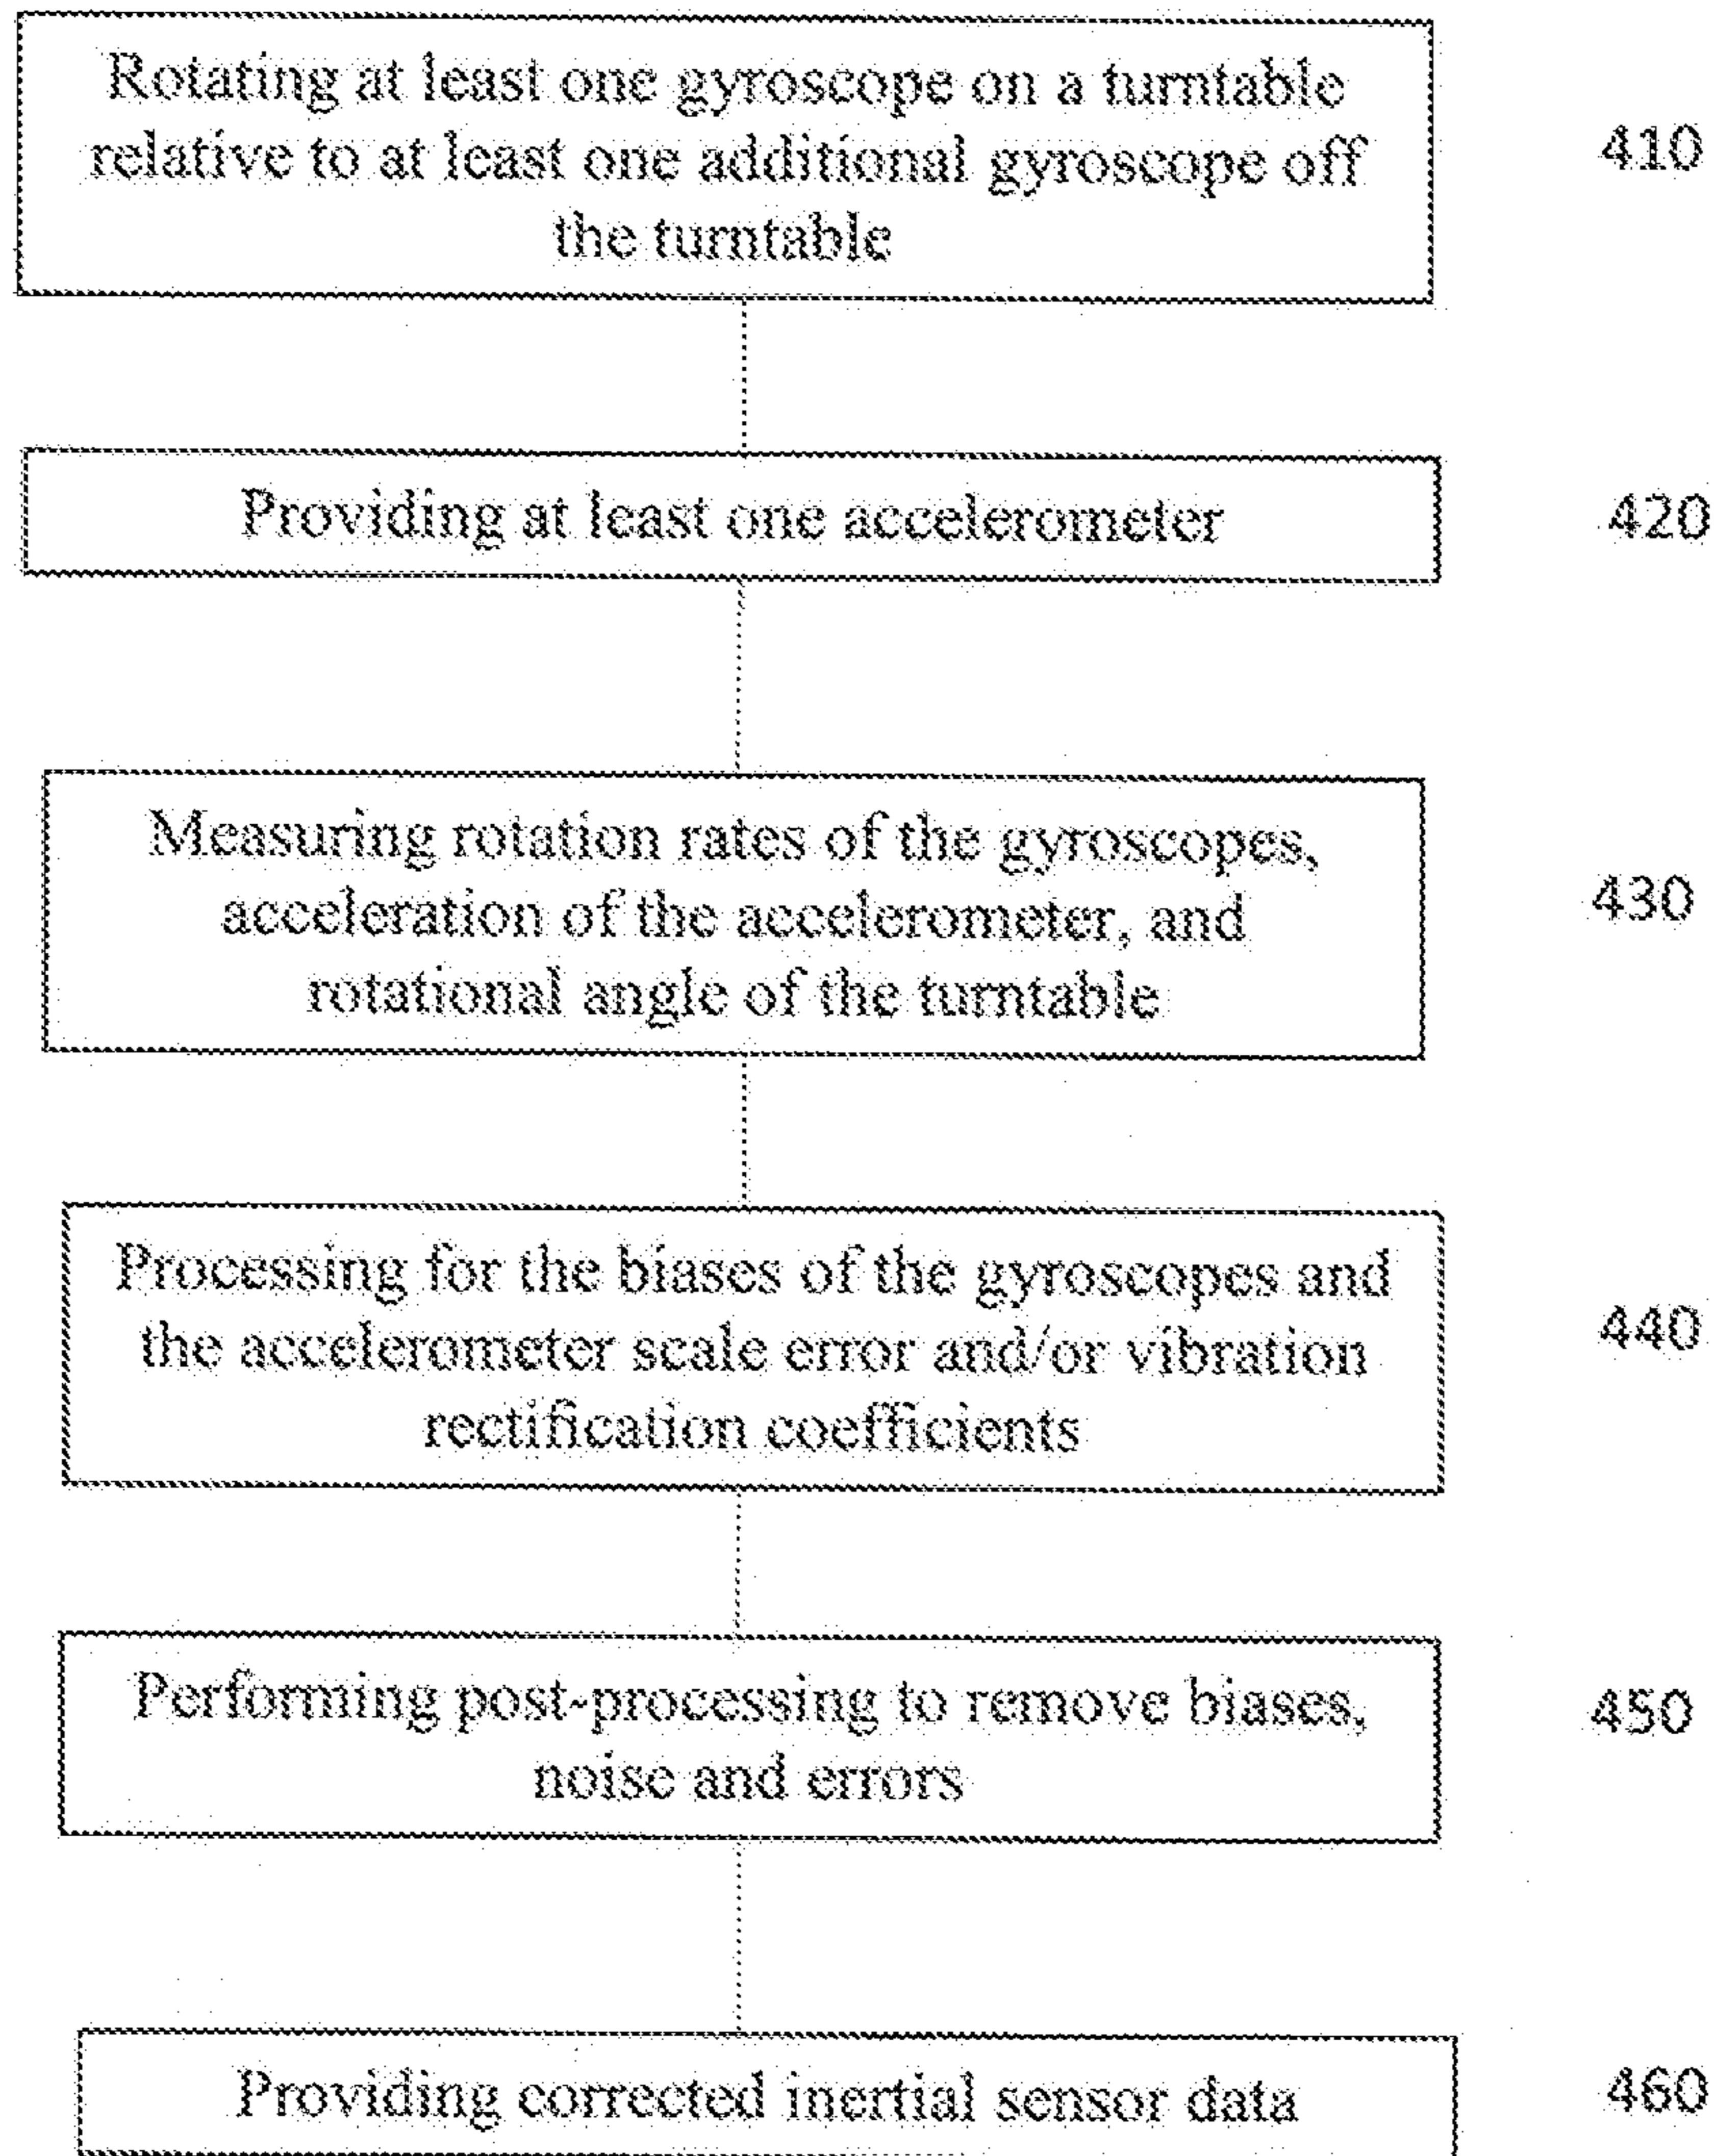 Rotating at least one gyroscope on a turntable
relative to at least one additional gyroscope off
the turntable
410
Providing at least one accelerometer
420
Measuring rotation rates of the gyroscopes,
acceleration of the accelerometer, and
rotational angle of the turntable
430
Processing for the biases of the gyroscopes and
the accelerometer scale error and/or vibration
rectification coefficients
440
Performing post-processing to remove biases,
noise and errors
450
Providing corrected inertial sensor data
460